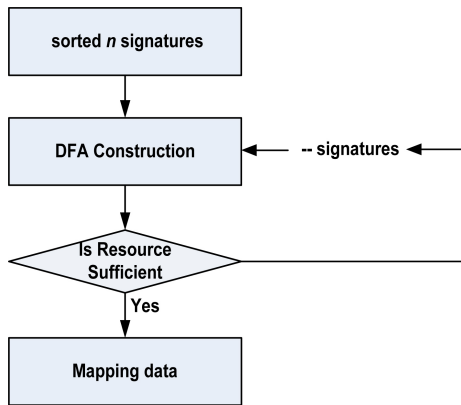 sorted n signatures
DFA Construction
-- signatures
Is Resource
Sufficient
Yes
Mapping data